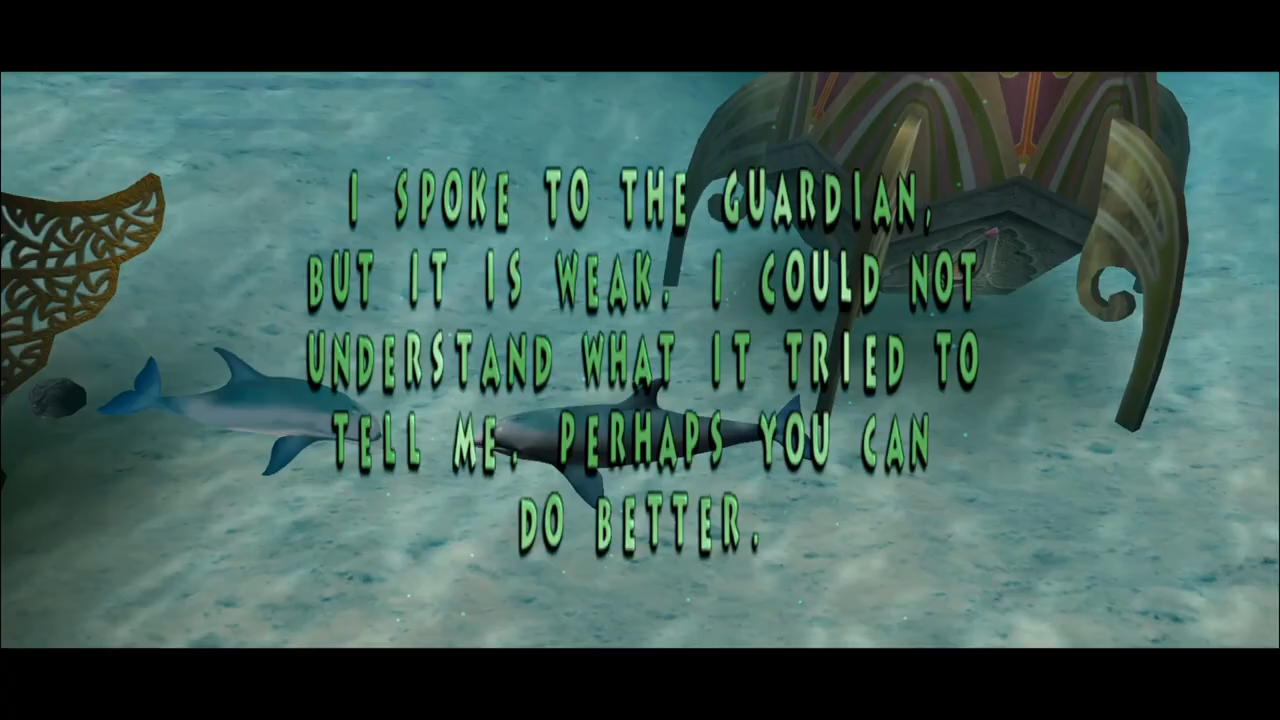 I SPOKE TO THE GUARDIAN,
BUT IT IS WEAK. I COULD NOT
UNDERSTAND WHAT IT TRIED TO
TELL ME. PERHAPS YOU CAN
DO BETTER.